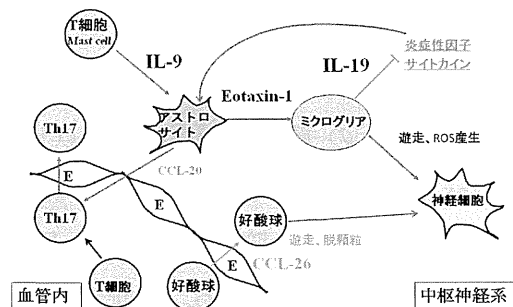 T細胞
Mast cell
IL-9
炎症性因子
サイトカイン
IL-19
Eotaxin-1
アストロ
サイト
ミクログリア
Th17
遊走、ROS産生
CCL-20
E
Th17
E
好酸球
神経細胞
遊走、脱顆粒
T細胞
好酸球
E
CCL-26
血管内
中枢神経系